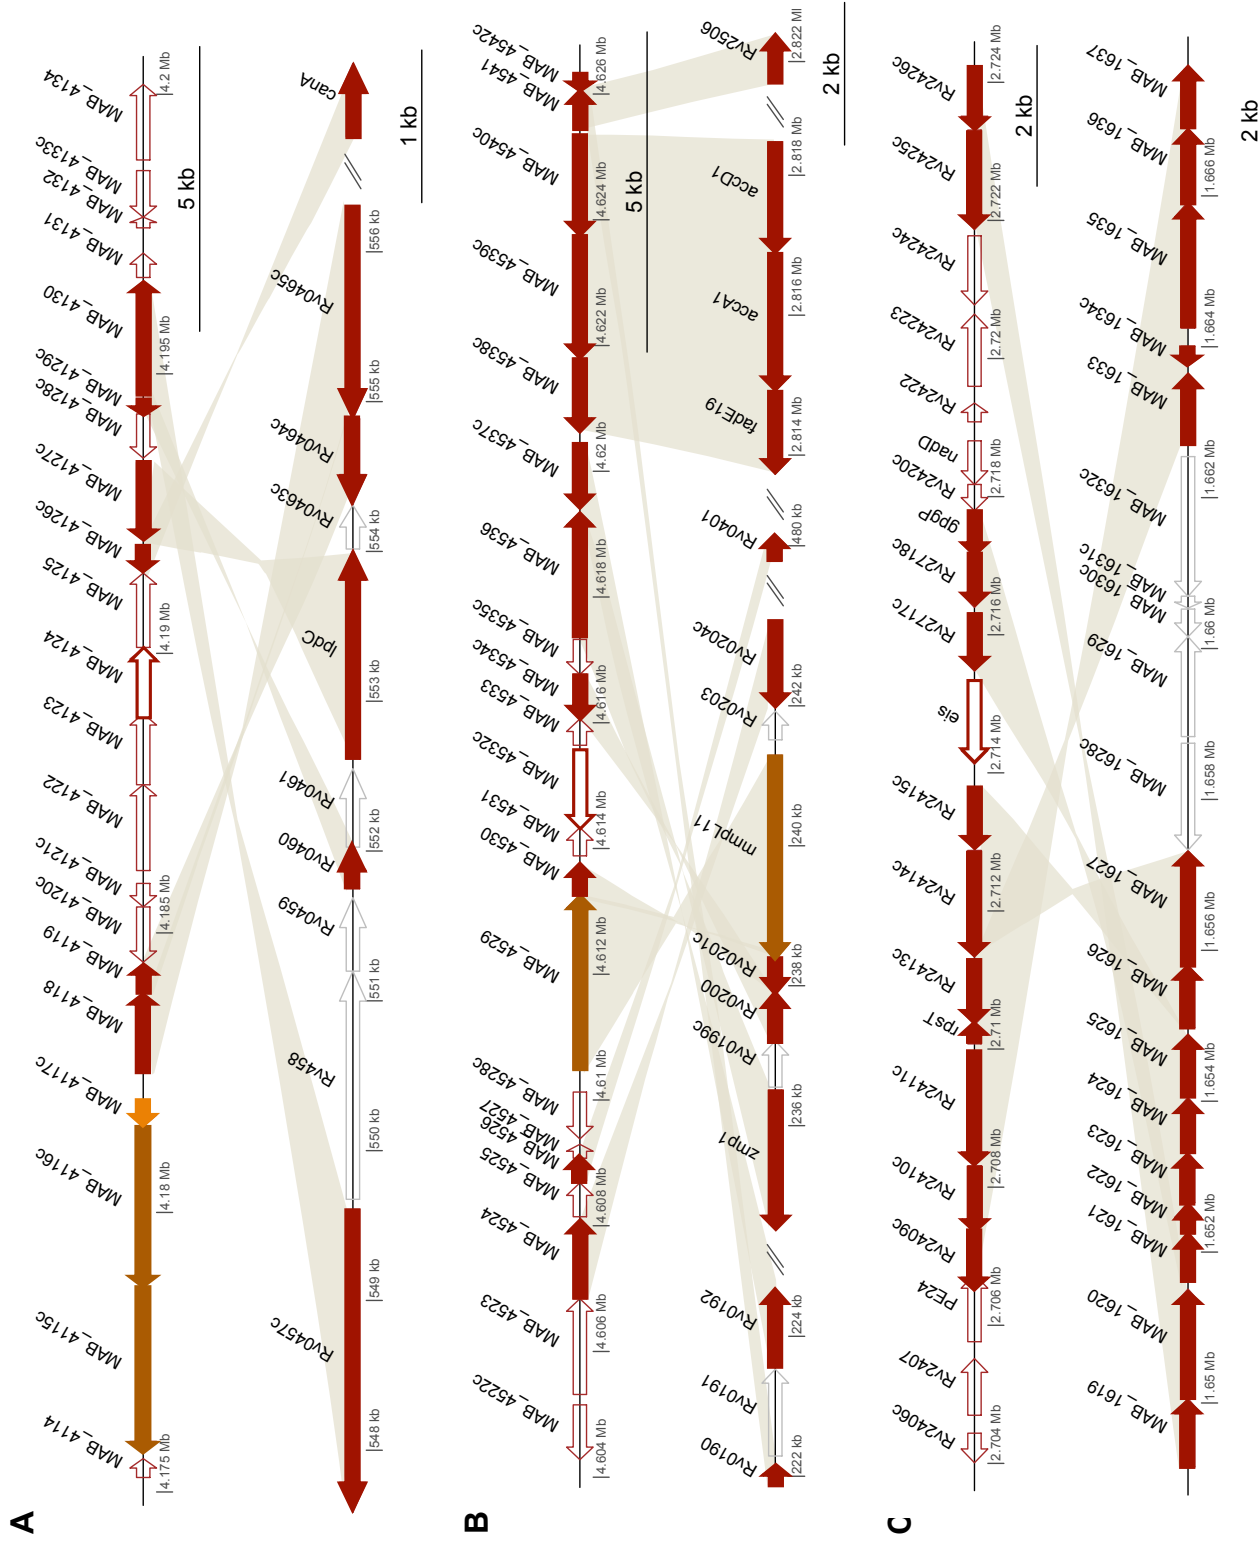 A
MAB_4114
MAB_4115c
MAB_4116c
MAB_4117c
MAB_4118
MAB_4119
MAB_4120c
MAB_4121c
MAB_4122
MAB_4123
MAB_4124
MAB_4125
MAB_4126c
MAB_4127c
MAB_4128c
MAB_4129c
MAB_4130
MAB_4131
MAB_4132
MAB_4133c
MAB_4134
4.175 Mb
4.18 Mb
4.185 Mb
4.19 Mb
4.195 Mb
4.2 Mb
5 kb
Rv0457c
Rv458
Rv0459
Rv0460
Rv0461
lpdC
Rv0463c
Rv0464c
Rv0465c
canA
548 kb
549 kb
550 kb
551 kb
552 kb
553 kb
554 kb
555 kb
556 kb
1 kb
B
MAB_4522c
MAB_4523
MAB_4524
MAB_4525
MAB_4526
MAB_4527
MAB_4528c
MAB_4529
MAB_4530
MAB_4531
MAB_4532c
MAB_4533
MAB_4534c
MAB_4535c
MAB_4536
MAB_4537c
MAB_4538c
MAB_4539c
MAB_4540c
MAB_4541
MAB_4542c
4.604 Mb
4.606 Mb
4.608 Mb
4.61 Mb
4.612 Mb
4.614 Mb
4.616 Mb
4.618 Mb
4.62 Mb
4.622 Mb
4.624 Mb
4.626 Mb
5 kb
Rv0190
Rv0191
Rv0192
zmp1
Rv0199c
Rv0200
Rv0201c
mmpL11
Rv0203
Rv0204c
Rv0401
fadE19
accA1
accD1
Rv2506
222 kb
224 kb
236 kb
238 kb
240 kb
242 kb
480 kb
2.814 Mb
2.816 Mb
2.818 Mb
2.822 Ml
2 kb
C
Rv2406c
Rv2407
PE24
Rv2409c
Rv2410c
Rv2411c
rpsT
Rv2413c
Rv2414c
Rv2415c
eis
Rv2717c
Rv2718c
gpgP
Rv2420c
nadD
Rv2422
Rv24223
Rv2424c
Rv2425c
Rv2426c
2.704 Mb
2.706 Mb
2.708 Mb
2.71 Mb
2.712 Mb
2.714 Mb
2.716 Mb
2.718 Mb
2.72 Mb
2.722 Mb
2.724 Mb
2 kb
MAB_1619
MAB_1620
MAB_1621
MAB_1622
MAB_1623
MAB_1624
MAB_1625
MAB_1626
MAB_1627
MAB_1628c
MAB_1629
MAB_1630c
MAB_1631c
MAB_1632c
MAB_1633
MAB_1634c
MAB_1635
MAB_1636
MAB_1637
1.65 Mb
1.652 Mb
1.654 Mb
1.656 Mb
1.658 Mb
1.66 Mb
1.662 Mb
1.664 Mb
1.666 Mb
2 kb